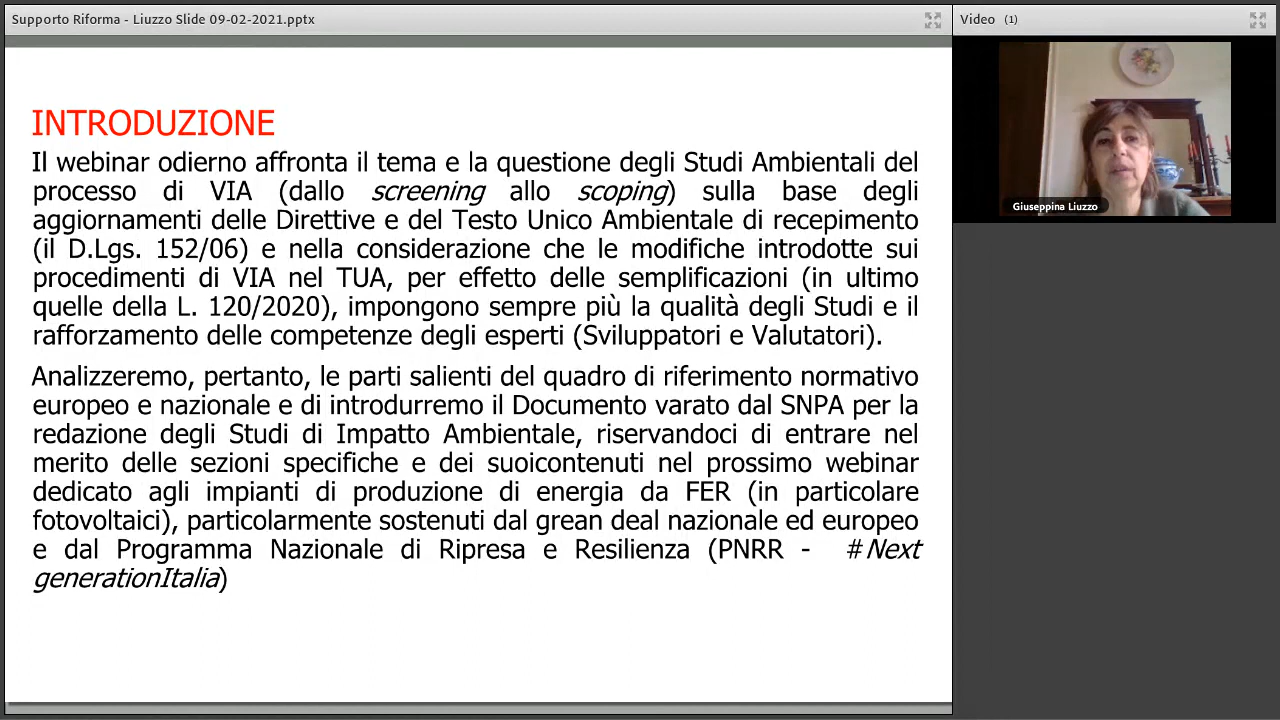 Supporto Riforma - Liuzzo Slide 09-02-2021.pptx
Video (1)
Giuseppina Liuzzo
INTRODUZIONE
Il webinar odierno affronta il tema e la questione degli Studi Ambientali del
processo di VIA (dallo screening allo scoping) sulla base degli
aggiornamenti delle Direttive e del Testo Unico Ambientale di recepimento
(il D.Lgs. 152/06) e nella considerazione che le modifiche introdotte sui
procedimenti di VIA nel TUA, per effetto delle semplificazioni (in ultimo
quelle della L. 120/2020), impongono sempre più la qualità degli Studi e il
rafforzamento delle competenze degli esperti (Sviluppatori e Valutatori).
Analizzeremo, pertanto, le parti salienti del quadro di riferimento normativo
europeo e nazionale e di introdurremo il Documento varato dal SNPA per la
redazione degli Studi di Impatto Ambientale, riservandoci di entrare nel
merito delle sezioni specifiche e dei suoicontenuti nel prossimo webinar
dedicato agli impianti di produzione di energia da FER (in particolare
fotovoltaici), particolarmente sostenuti dal grean deal nazionale ed europeo
e dal Programma Nazionale di Ripresa e Resilienza (PNRR - #Next
generationItalia)